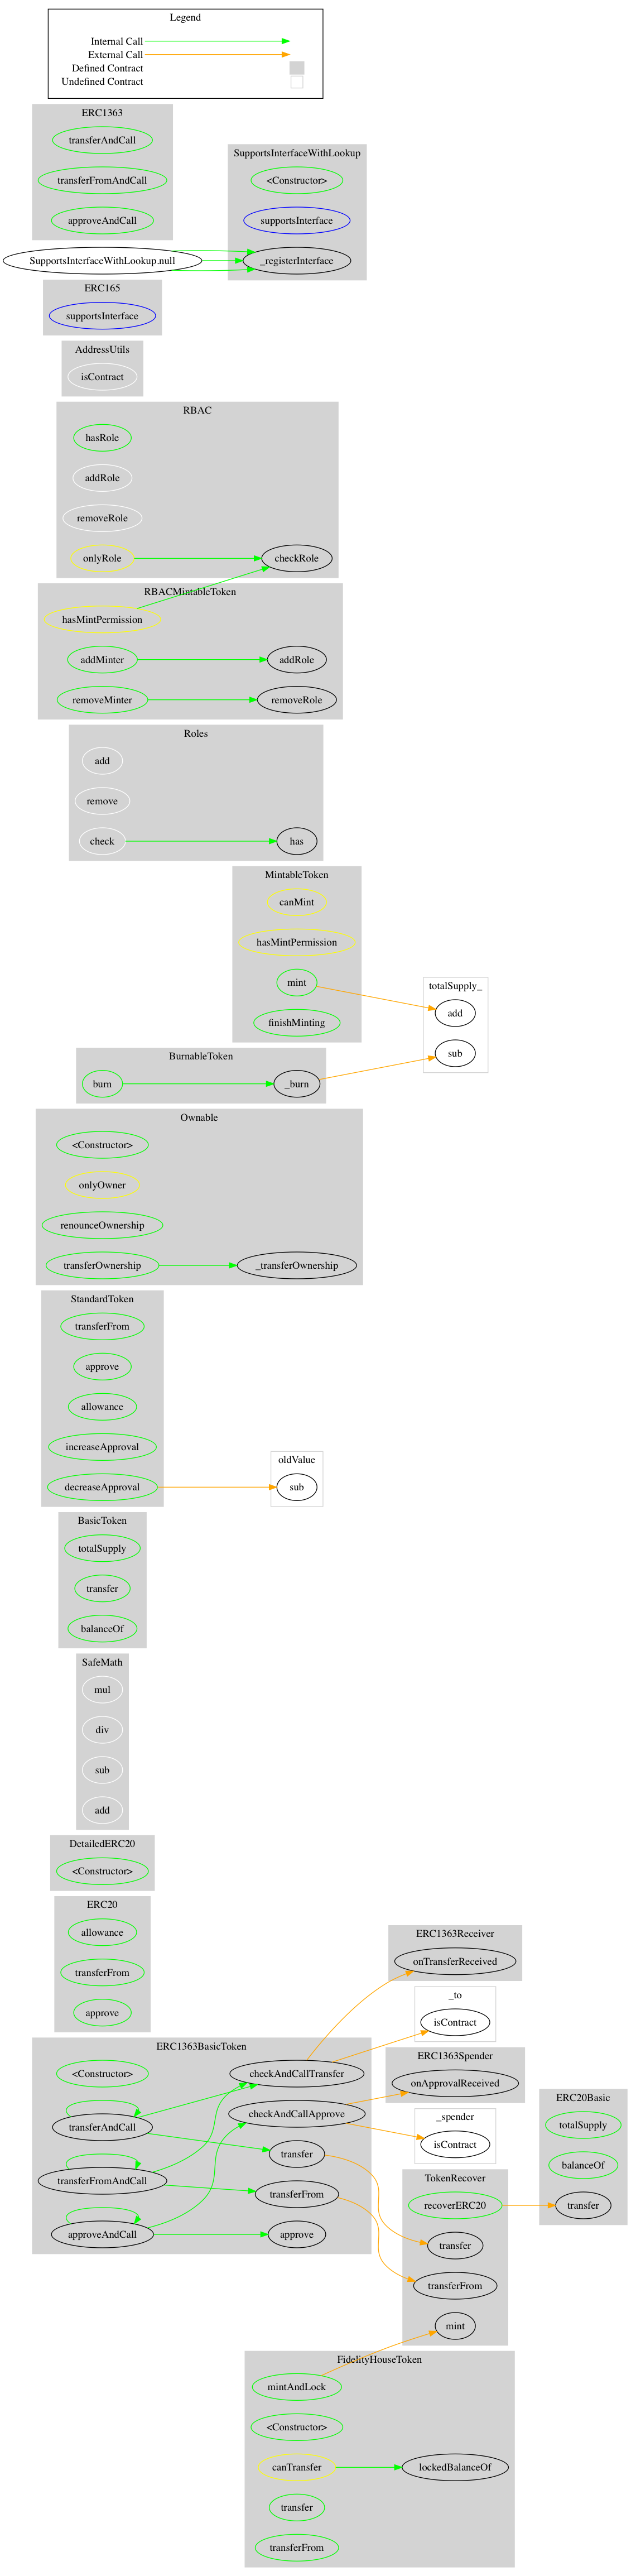 Legend
Internal Call
External Call
Defined Contract
Undefined Contract
ERC1363
transferAndCall
transferFromAndCall
approveAndCall
SupportsInterfaceWithLookup
<Constructor>
supportsInterface
_registerInterface
SupportsInterfaceWithLookup.null
ERC165
supportsInterface
AddressUtils
isContract
RBAC
hasRole
addRole
removeRole
onlyRole
checkRole
RBACMintableToken
hasMintPermission
addMinter
addRole
removeMinter
removeRole
Roles
add
remove
check
has
MintableToken
canMint
hasMintPermission
mint
finishMinting
totalSupply_
add
sub
BurnableToken
burn
_burn
Ownable
<Constructor>
onlyOwner
renounceOwnership
transferOwnership
_transferOwnership
StandardToken
transferFrom
approve
allowance
increaseApproval
decreaseApproval
oldValue
sub
BasicToken
totalSupply
transfer
balanceOf
SafeMath
mul
div
sub
add
DetailedERC20
<Constructor>
ERC20
allowance
transferFrom
approve
ERC1363BasicToken
<Constructor>
transferAndCall
transferFromAndCall
approveAndCall
checkAndCallTransfer
checkAndCallApprove
transfer
transferFrom
approve
ERC1363Receiver
onTransferReceived
_to
isContract
ERC1363Spender
onApprovalReceived
_spender
isContract
ERC20Basic
totalSupply
balanceOf
transfer
TokenRecover
recoverERC20
transfer
transferFrom
mint
FidelityHouseToken
mintAndLock
<Constructor>
canTransfer
lockedBalanceOf
transfer
transferFrom